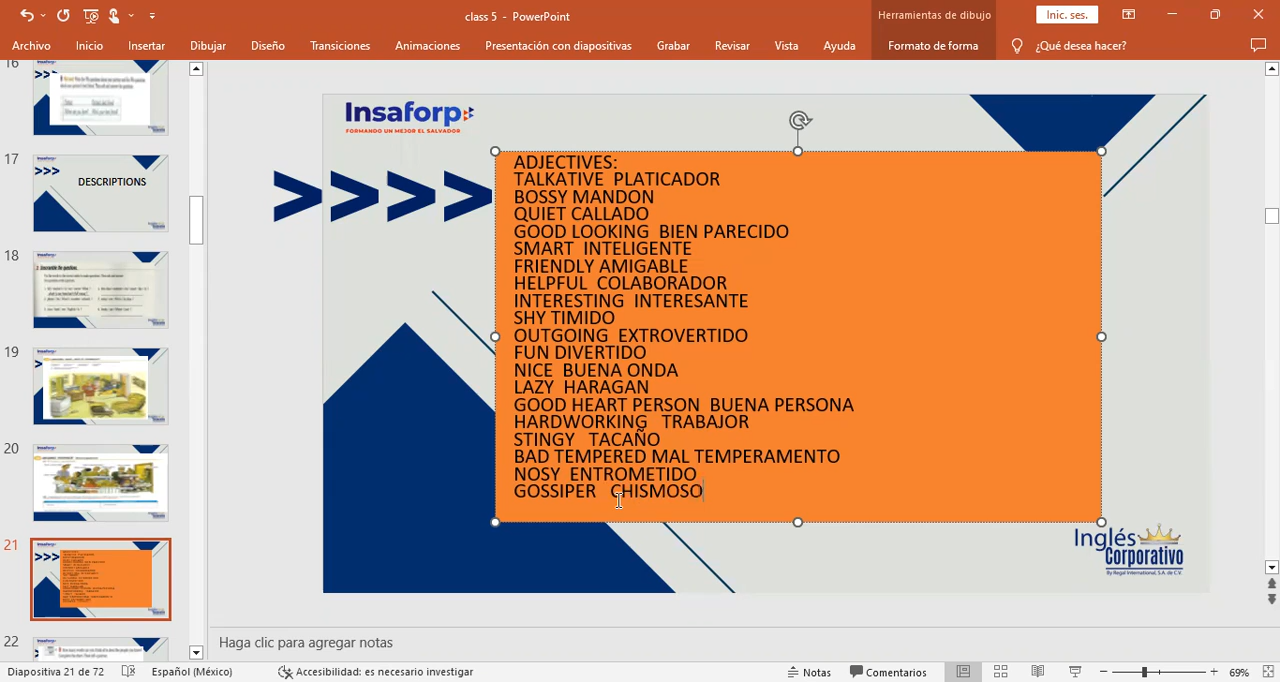 class 5 - PowerPoint
Herramientas de dibujo
Inic. ses.
Archivo Inicio Insertar Dibujar Diseño Transiciones Animaciones Presentación con diapositivas Grabar Revisar Vista Ayuda Formato de forma ¿Qué desea hacer?
16
17
DESCRIPTIONS
18
19
20
21
22
Insaforp
FORMANDO UN MEJOR EL SALVADOR
ADJECTIVES:
TALKATIVE PLATICADOR
BOSSY MANDON
QUIET CALLADO
GOOD LOOKING BIEN PARECIDO
SMART INTELIGENTE
FRIENDLY AMIGABLE
HELPFUL COLABORADOR
INTERESTING INTERESANTE
SHY TIMIDO
OUTGOING EXTROVERTIDO
FUN DIVERTIDO
NICE BUENA ONDA
LAZY HARAGAN
GOOD HEART PERSON BUENA PERSONA
HARDWORKING TRABAJOR
STINGY TACAÑO
BAD TEMPERED MAL TEMPERAMENTO
NOSY ENTROMETIDO
GOSSIPER CHISMOSO
Inglés
Corporativo
By Regal International, S.A. de C.V.
Haga clic para agregar notas
Diapositiva 21 de 72 Español (México) Accesibilidad: es necesario investigar Notas Comentarios 69%